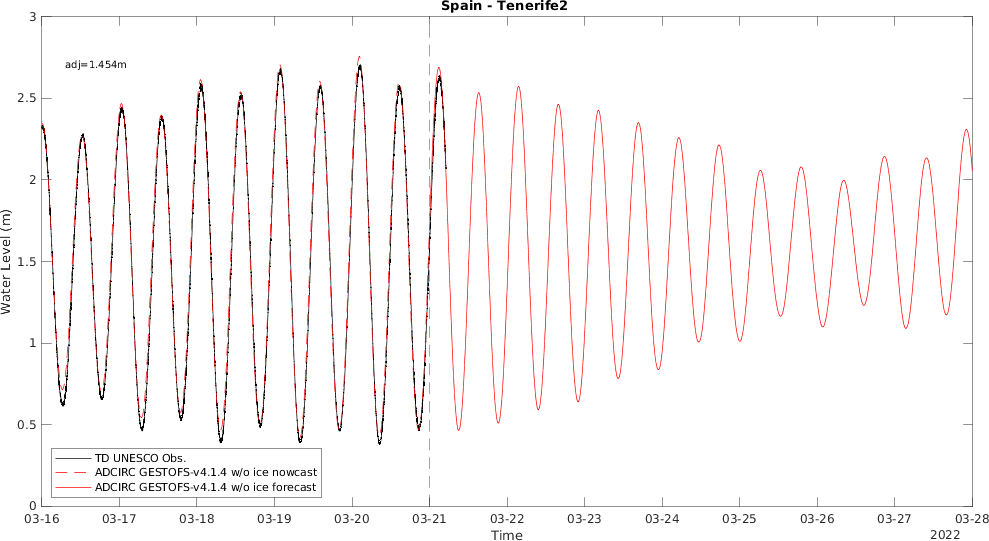 Spain - Tenerife2
adj=1.454m
Water Level (m)
3
2.5
2
1.5
1
0.5
0
TD UNESCO Obs.
ADCIRC GESTOFS-v4.1.4 w/o ice nowcast
ADCIRC GESTOFS-v4.1.4 w/o ice forecast
03-16 03-17 03-18 03-19 03-20 03-21 03-22 03-23 03-24 03-25 03-26 03-27 03-28
Time
2022